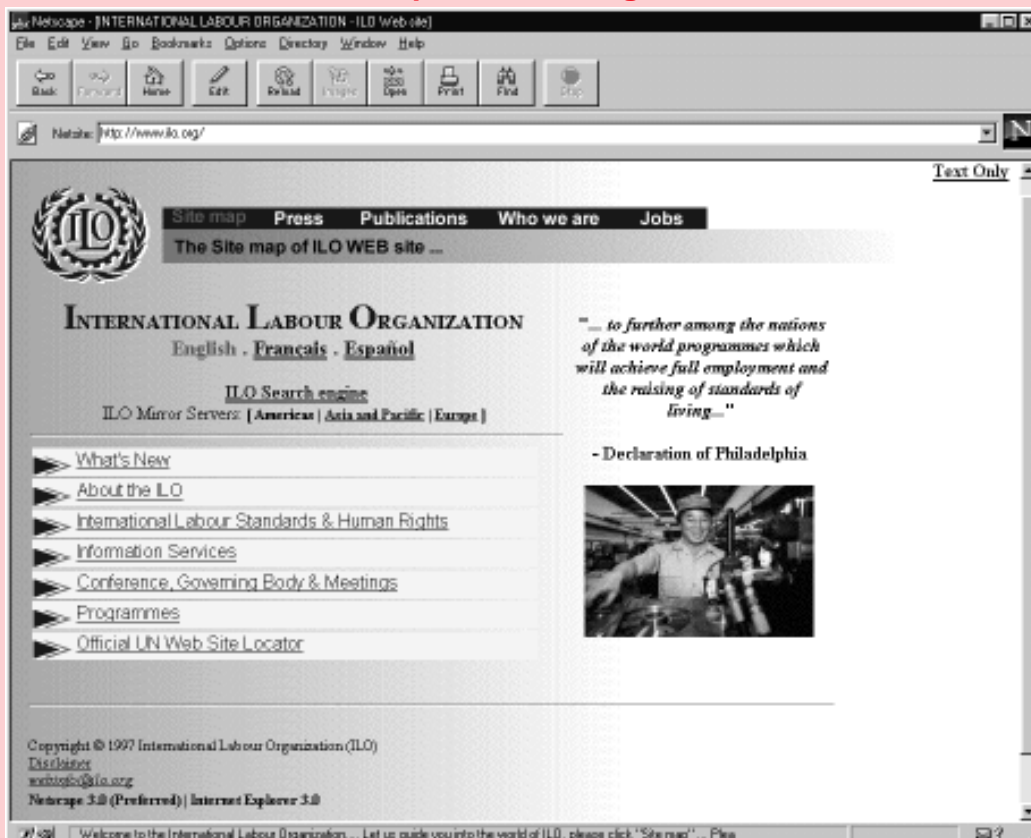 Netscape - [INTERNATIONAL LABOUR ORGANIZATION - ILO Web site]
File Edit View Go Bookmarks Options Directory Window Help
Back Forward Home Edit Reload Images Open Print Find Stop
Netsite: http://www.ilo.org/
N
Text Only
ILO
Site map Press Publications Who we are Jobs
The Site map of ILO WEB site ...
INTERNATIONAL LABOUR ORGANIZATION
English . Français . Español
ILO Search engine
ILO Mirror Servers: [ Americas | Asia and Pacific | Europe ]
"... to further among the nations
of the world programmes which
will achieve full employment and
the raising of standards of
living..."
- Declaration of Philadelphia
What's New
About the ILO
International Labour Standards & Human Rights
Information Services
Conference, Governing Body & Meetings
Programmes
Official UN Web Site Locator
Copyright © 1997 International Labour Organization (ILO)
Disclaimer
webinfo@ilo.org
Netscape 3.0 (Preferred) | Internet Explorer 3.0
Welcome to the International Labour Organization ... Let us guide you into the world of ILO, please click "Site map" ... Plea